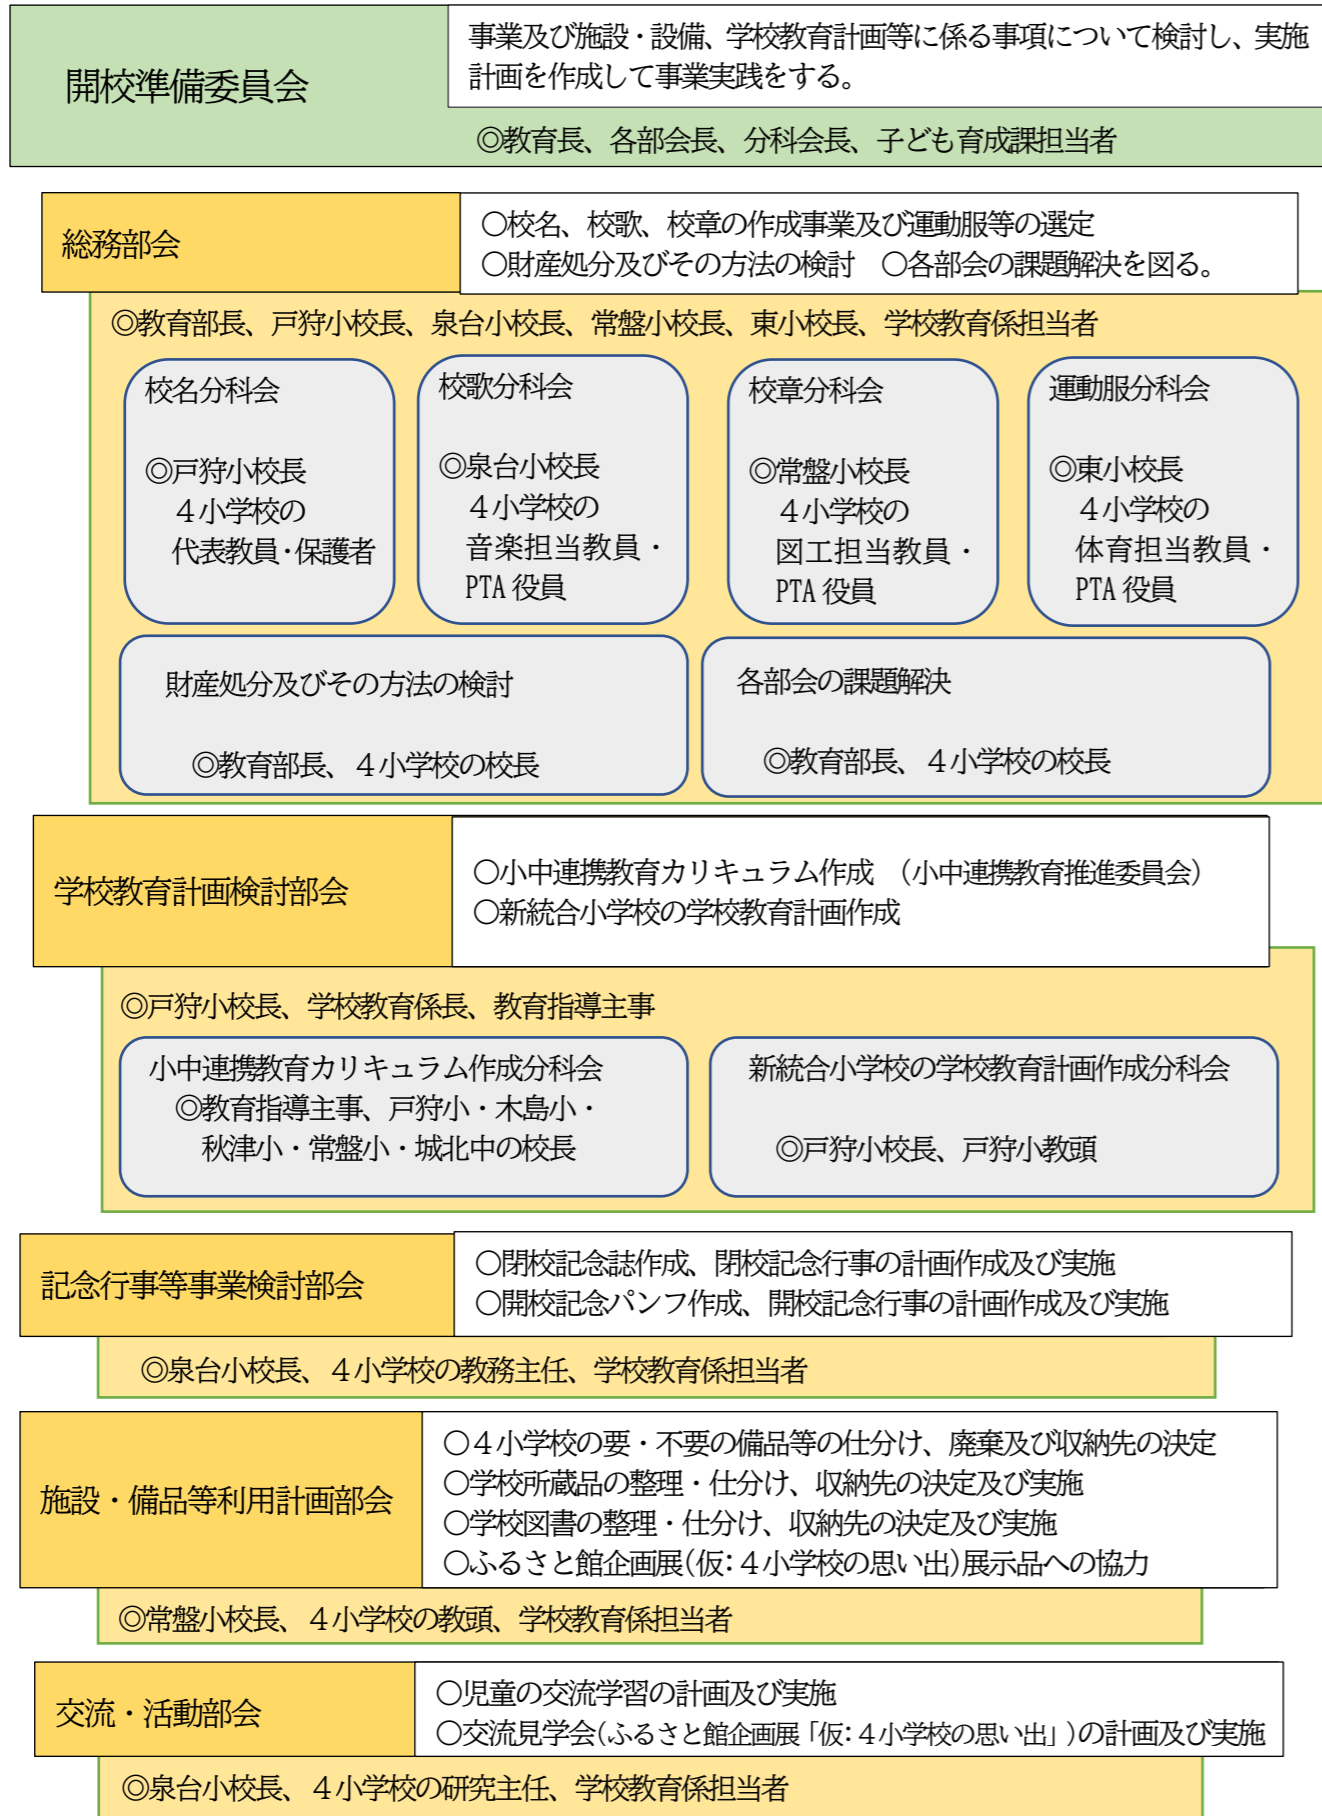 開校準備委員会
事業及び施設・設備、学校教育計画等に係る事項について検討し、実施
計画を作成して事業実践をする。
◎教育長、各部会長、分科会長、子ども育成課担当者
総務部会
○校名、校歌、校章の作成事業及び運動服等の選定
○財産処分及びその方法の検討　○各部会の課題解決を図る。
◎教育部長、戸狩小校長、泉台小校長、常盤小校長、東小校長、学校教育係担当者
校名分科会
◎戸狩小校長
４小学校の
代表教員・保護者
校歌分科会
◎泉台小校長
４小学校の
音楽担当教員・
PTA 役員
校章分科会
◎常盤小校長
４小学校の
図工担当教員・
PTA 役員
運動服分科会
◎東小校長
４小学校の
体育担当教員・
PTA 役員
財産処分及びその方法の検討
◎教育部長、４小学校の校長
各部会の課題解決
◎教育部長、４小学校の校長
学校教育計画検討部会
○小中連携教育カリキュラム作成　（小中連携教育推進委員会）
○新統合小学校の学校教育計画作成
◎戸狩小校長、学校教育係長、教育指導主事
小中連携教育カリキュラム作成分科会
◎教育指導主事、戸狩小・木島小・
秋津小・常盤小・城北中の校長
新統合小学校の学校教育計画作成分科会
◎戸狩小校長、戸狩小教頭
記念行事等事業検討部会
○閉校記念誌作成、閉校記念行事の計画作成及び実施
○開校記念パンフ作成、開校記念行事の計画作成及び実施
◎泉台小校長、４小学校の教務主任、学校教育係担当者
施設・備品等利用計画部会
○４小学校の要・不要の備品等の仕分け、廃棄及び収納先の決定
○学校所蔵品の整理・仕分け、収納先の決定及び実施
○学校図書の整理・仕分け、収納先の決定及び実施
○ふるさと館企画展(仮:４小学校の思い出)展示品への協力
◎常盤小校長、４小学校の教頭、学校教育係担当者
交流・活動部会
○児童の交流学習の計画及び実施
○交流見学会(ふるさと館企画展「仮:４小学校の思い出」)の計画及び実施
◎泉台小校長、４小学校の研究主任、学校教育係担当者